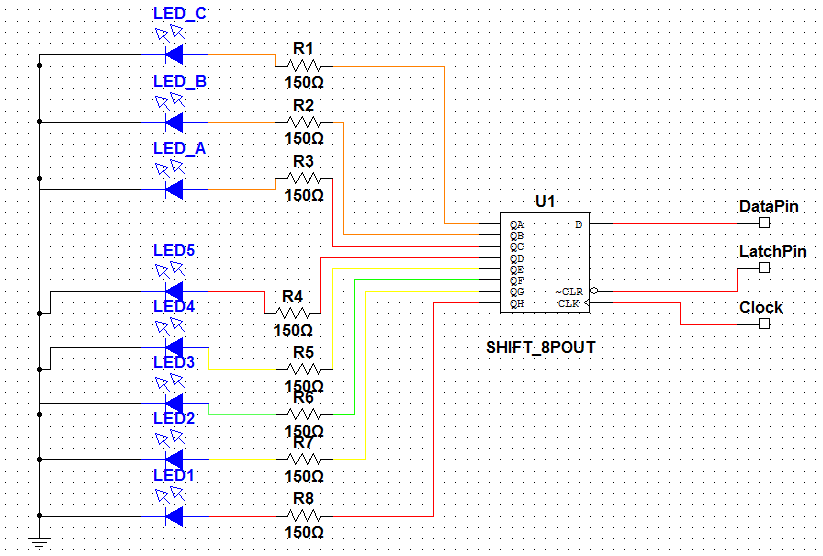 LED_C
R1
150Ω
LED_B
R2
150Ω
LED_A
R3
150Ω
U1
QA
QB
QC
QD
QE
QF
QG
QH
D
~CLR
CLK
SHIFT_8POUT
DataPin
LatchPin
Clock
LED5
R4
150Ω
LED4
R5
150Ω
LED3
R6
150Ω
LED2
R7
150Ω
LED1
R8
150Ω